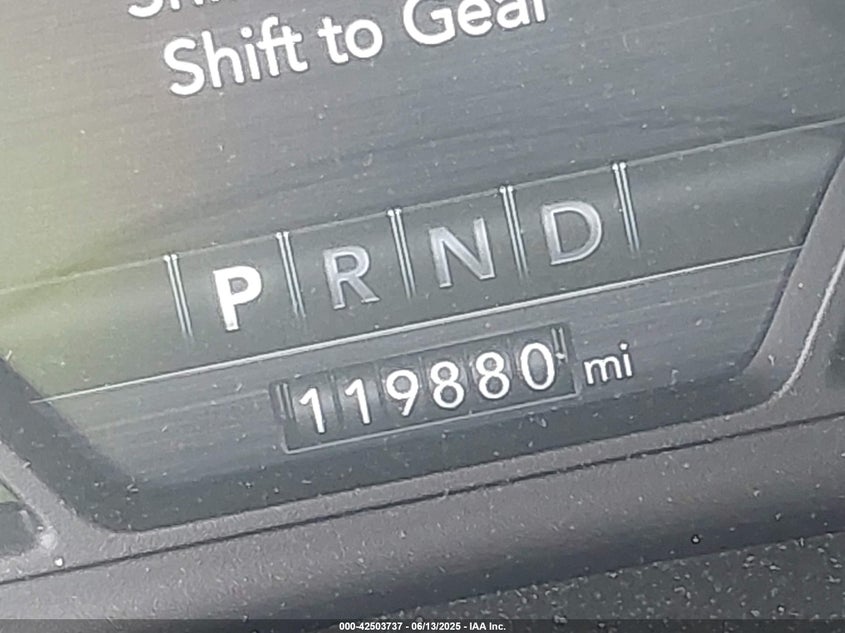 Shift to Gear
P R N D
119880 mi
000-42503737 - 06/13/2025 - IAA Inc.